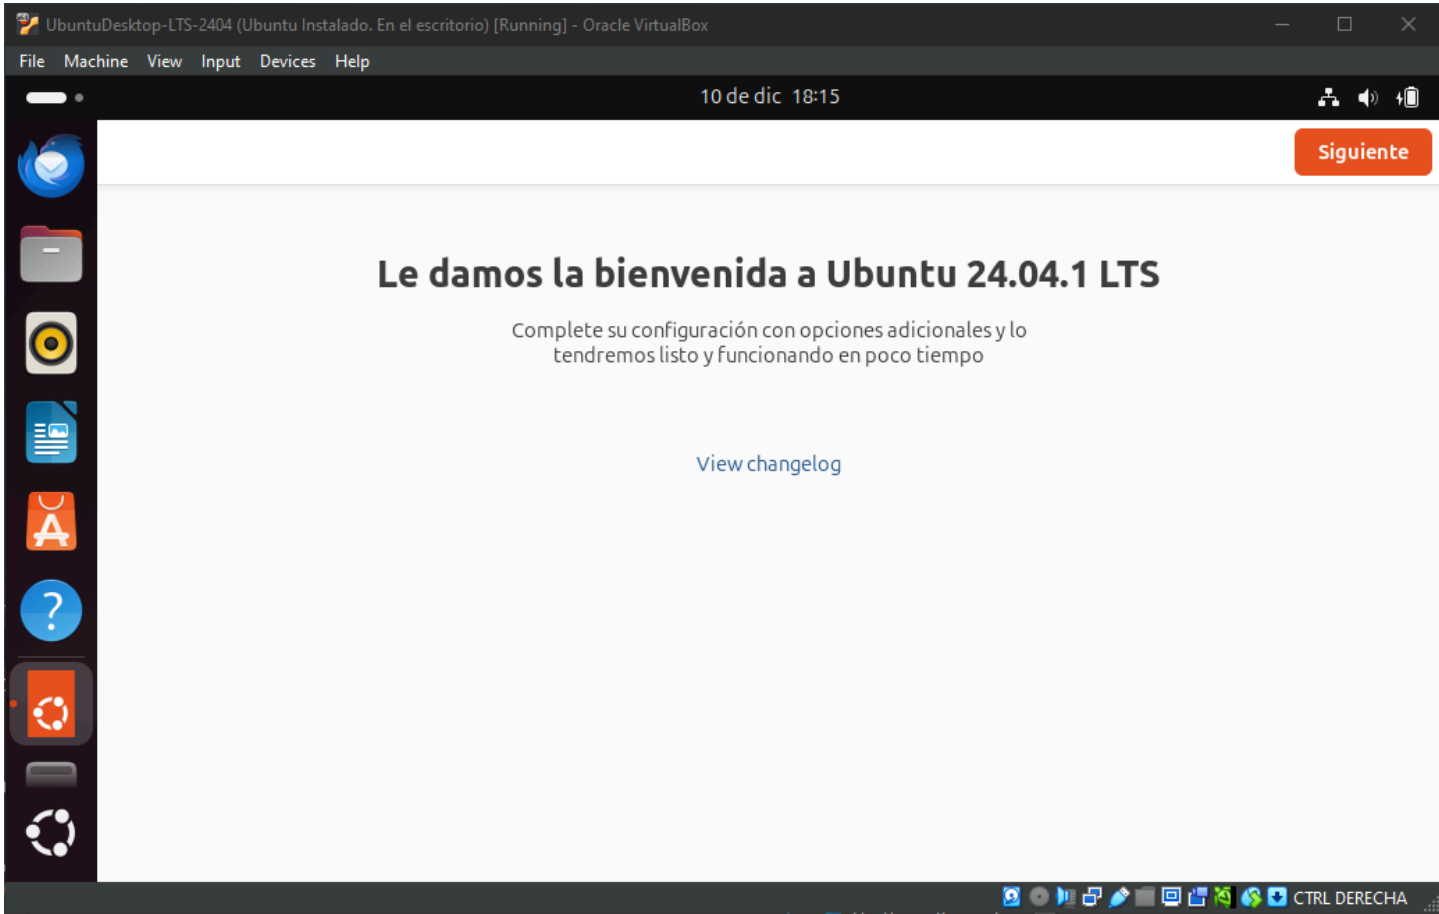 UbuntuDesktop-LTS-2404 (Ubuntu Instalado. En el escritorio) [Running] - Oracle VirtualBox
File Machine View Input Devices Help
10 de dic 18:15
Siguiente
Le damos la bienvenida a Ubuntu 24.04.1 LTS
Complete su configuración con opciones adicionales y lo
tendremos listo y funcionando en poco tiempo
View changelog
CTRL DERECHA